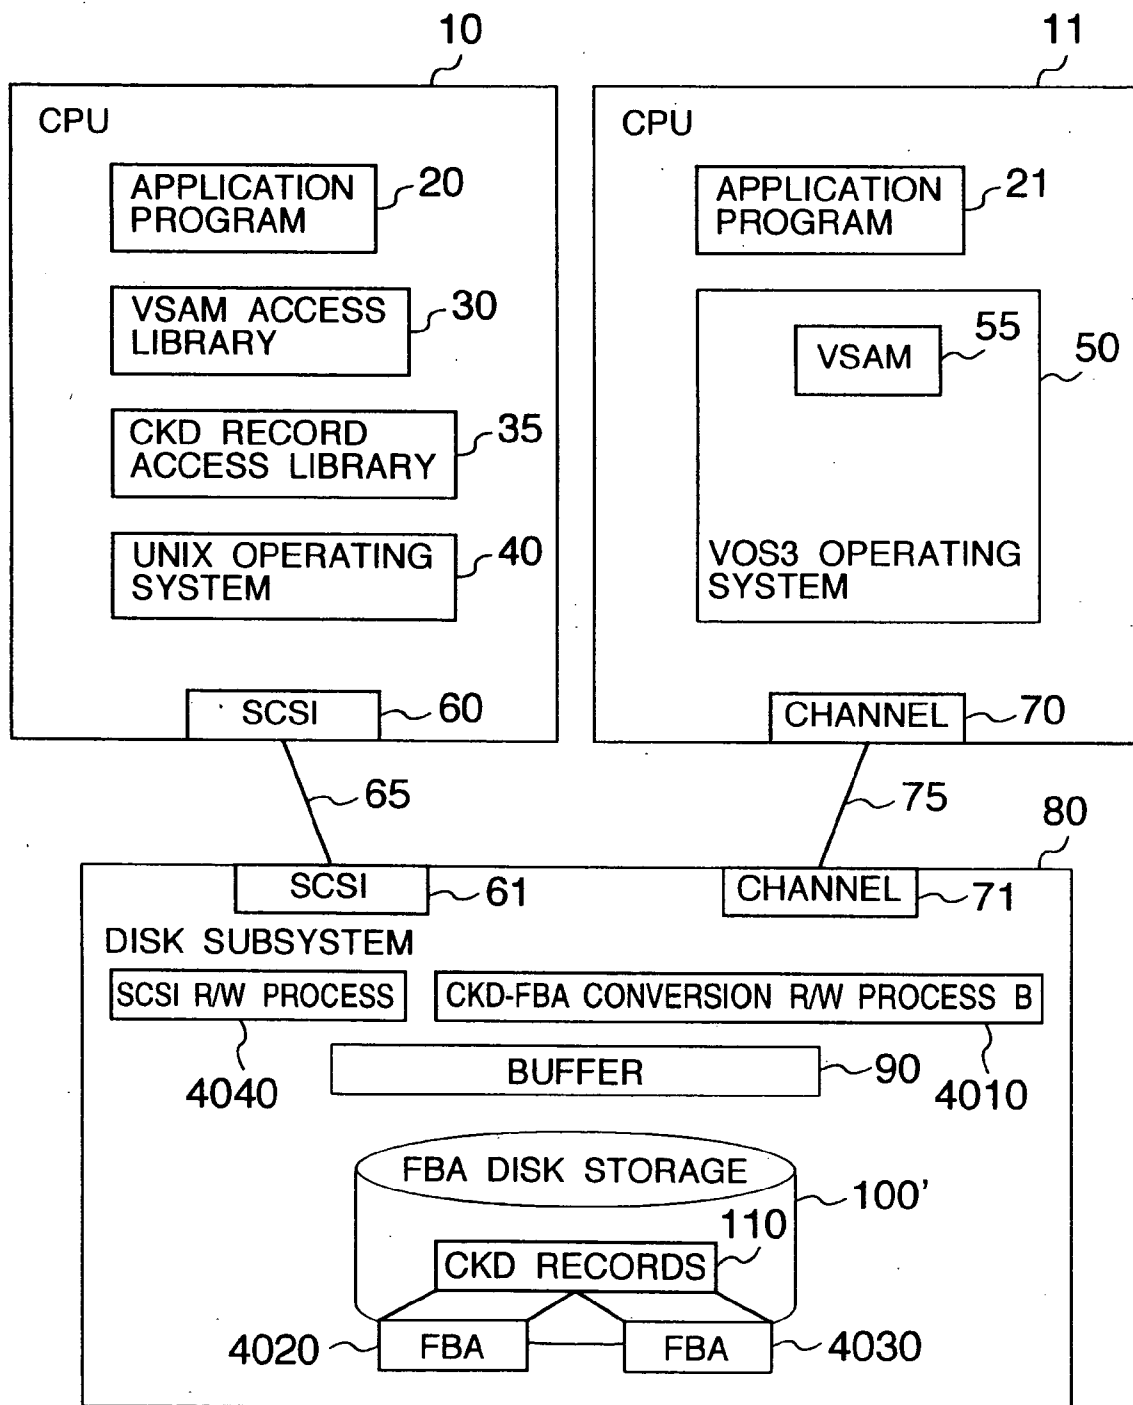 10
11
CPU
APPLICATION
PROGRAM
20
VSAM ACCESS
LIBRARY
30
CKD RECORD
ACCESS LIBRARY
35
UNIX OPERATING
SYSTEM
40
SCSI
60
CPU
APPLICATION
PROGRAM
21
VSAM
55
50
VOS3 OPERATING
SYSTEM
CHANNEL
70
65
75
80
SCSI
61
CHANNEL
71
DISK SUBSYSTEM
SCSI R/W PROCESS
CKD-FBA CONVERSION R/W PROCESS B
4040
BUFFER
90
4010
FBA DISK STORAGE
100'
110
CKD RECORDS
4020
FBA
FBA
4030